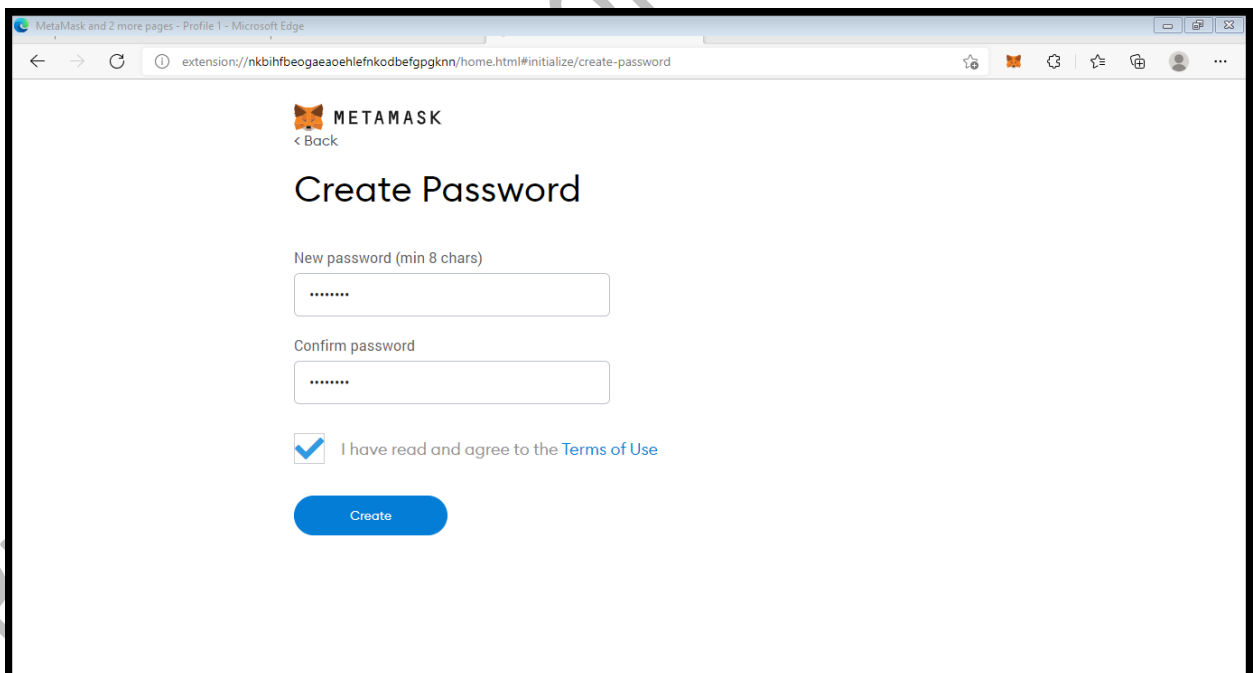 MetaMask and 2 more pages - Profile 1 - Microsoft Edge
extension://nkbihfbeogaeaoehlefnkodbefgpgknn/home.html#initialize/create-password
METAMASK
< Back
Create Password
New password (min 8 chars)
••••••••
Confirm password
••••••••
I have read and agree to the Terms of Use
Create